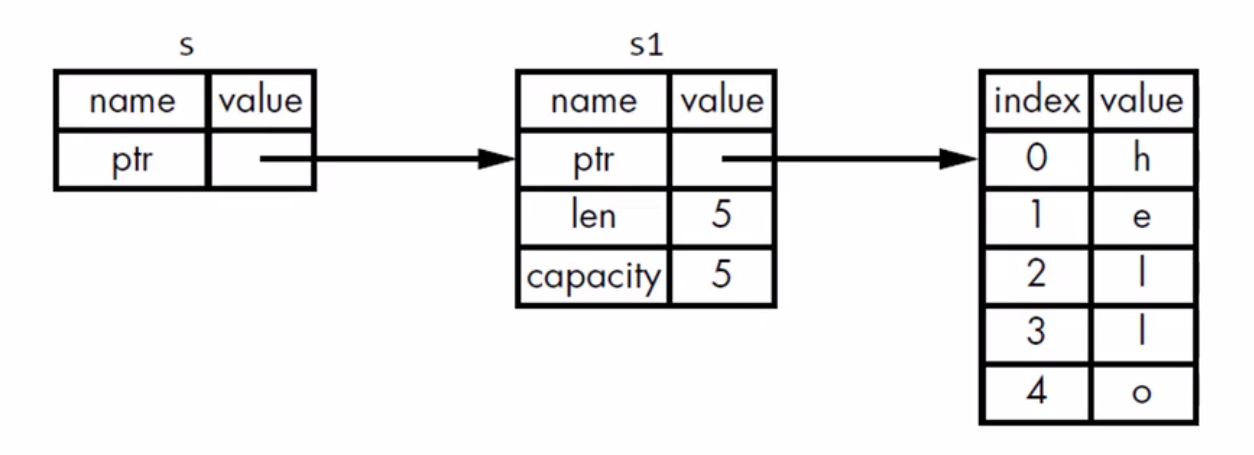 s
name value
ptr
s1
name value
ptr
len 5
capacity 5
index value
0 h
1 e
2 l
3 l
4 o